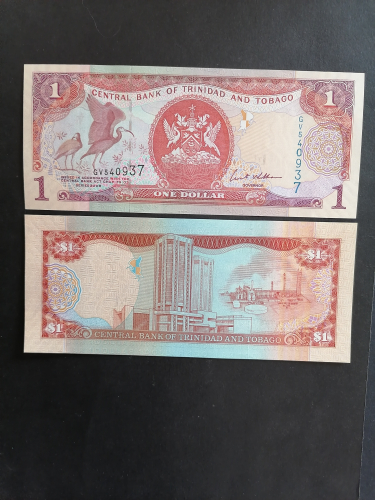 1
CENTRAL BANK OF TRINIDAD AND TOBAGO
1
GV540937
GV540937
ONE DOLLAR
GOVERNOR
1
1
$1
$1
$1
$1
CENTRAL BANK OF TRINIDAD AND TOBAGO